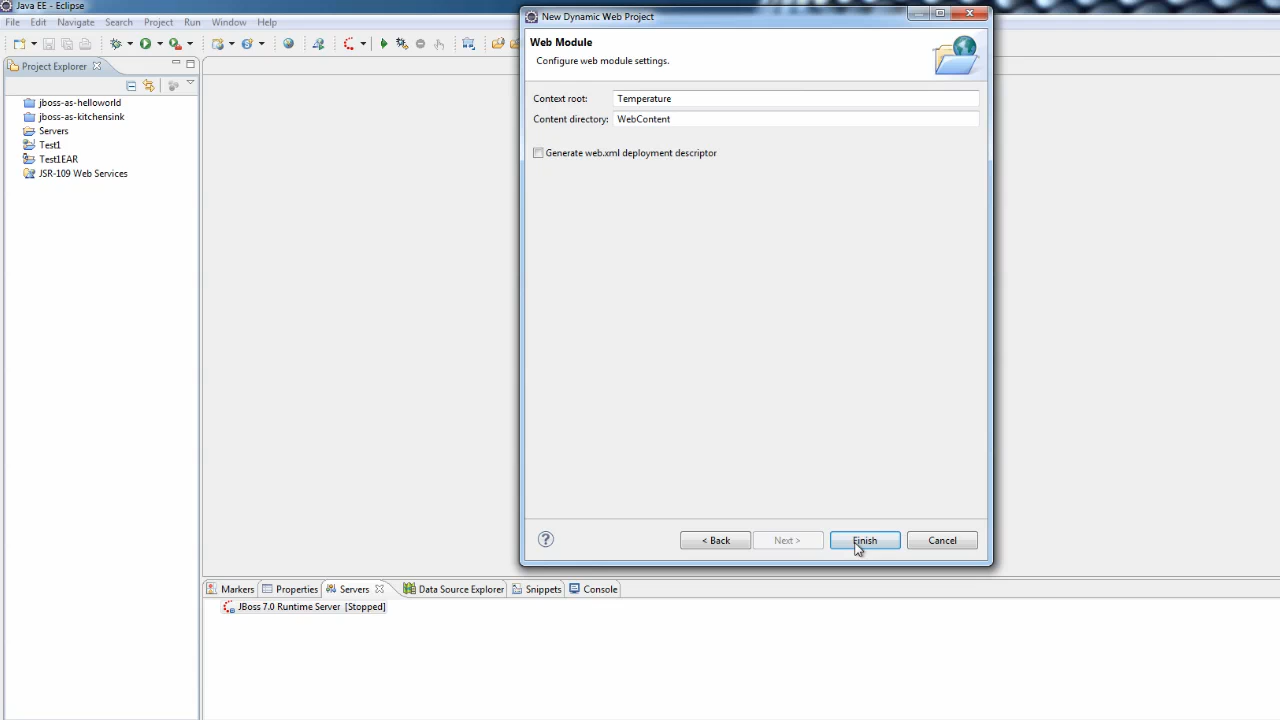 Java EE - Eclipse
File Edit Navigate Search Project Run Window Help
Project Explorer
jboss-as-helloworld
jboss-as-kitchensink
Servers
Test1
Test1EAR
JSR-109 Web Services
New Dynamic Web Project
Web Module
Configure web module settings.
Context root: Temperature
Content directory: WebContent
Generate web.xml deployment descriptor
?
< Back Next > Finish Cancel
Markers Properties Servers Data Source Explorer Snippets Console
JBoss 7.0 Runtime Server [Stopped]